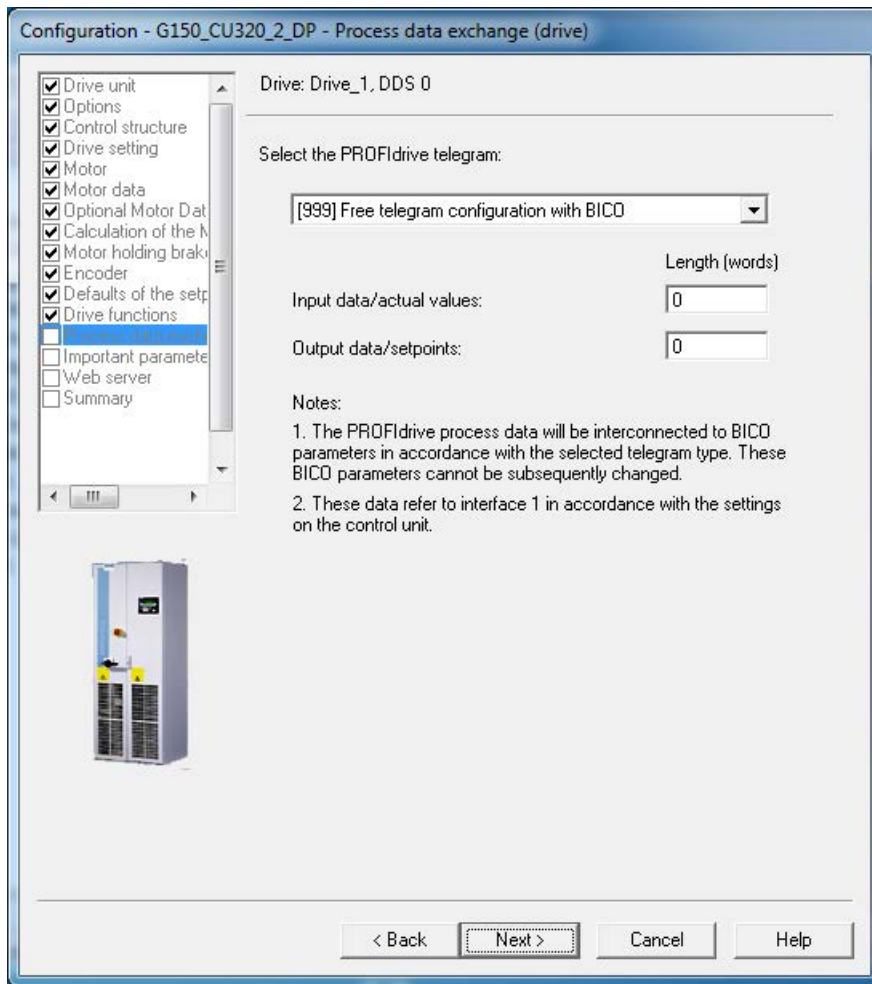 Configuration - G150_CU320_2_DP - Process data exchange (drive)
Drive unit
Options
Control structure
Drive setting
Motor
Motor data
Optional Motor Dat
Calculation of the M
Motor holding brak
Encoder
Defaults of the setp
Drive functions
Important paramete
Web server
Summary
Drive: Drive_1, DDS 0
Select the PROFIdrive telegram:
[999] Free telegram configuration with BICO
Length (words)
Input data/actual values:
0
Output data/setpoints:
0
Notes:
1. The PROFIdrive process data will be interconnected to BICO
parameters in accordance with the selected telegram type. These
BICO parameters cannot be subsequently changed.
2. These data refer to interface 1 in accordance with the settings
on the control unit.
< Back
Next >
Cancel
Help